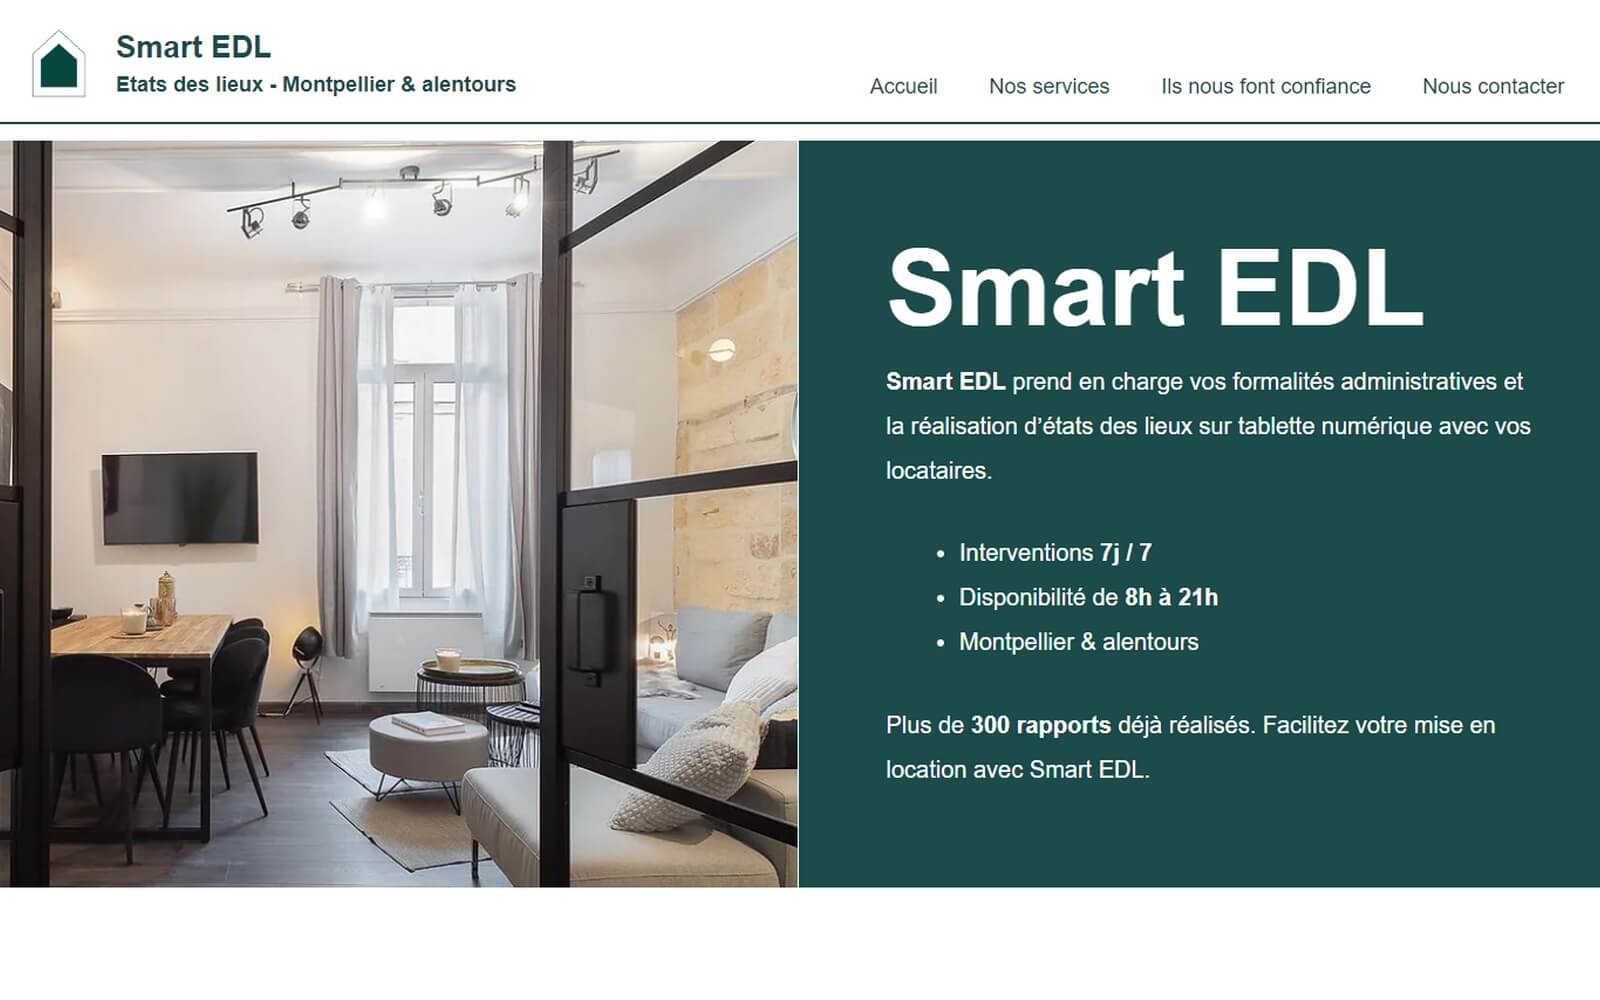 Smart EDL
Etats des lieux - Montpellier & alentours
Accueil
Nos services
Ils nous font confiance
Nous contacter
Smart EDL
Smart EDL prend en charge vos formalités administratives et
la réalisation d’états des lieux sur tablette numérique avec vos
locataires.
• Interventions 7j / 7
• Disponibilité de 8h à 21h
• Montpellier & alentours
Plus de 300 rapports déjà réalisés. Facilitez votre mise en
location avec Smart EDL.